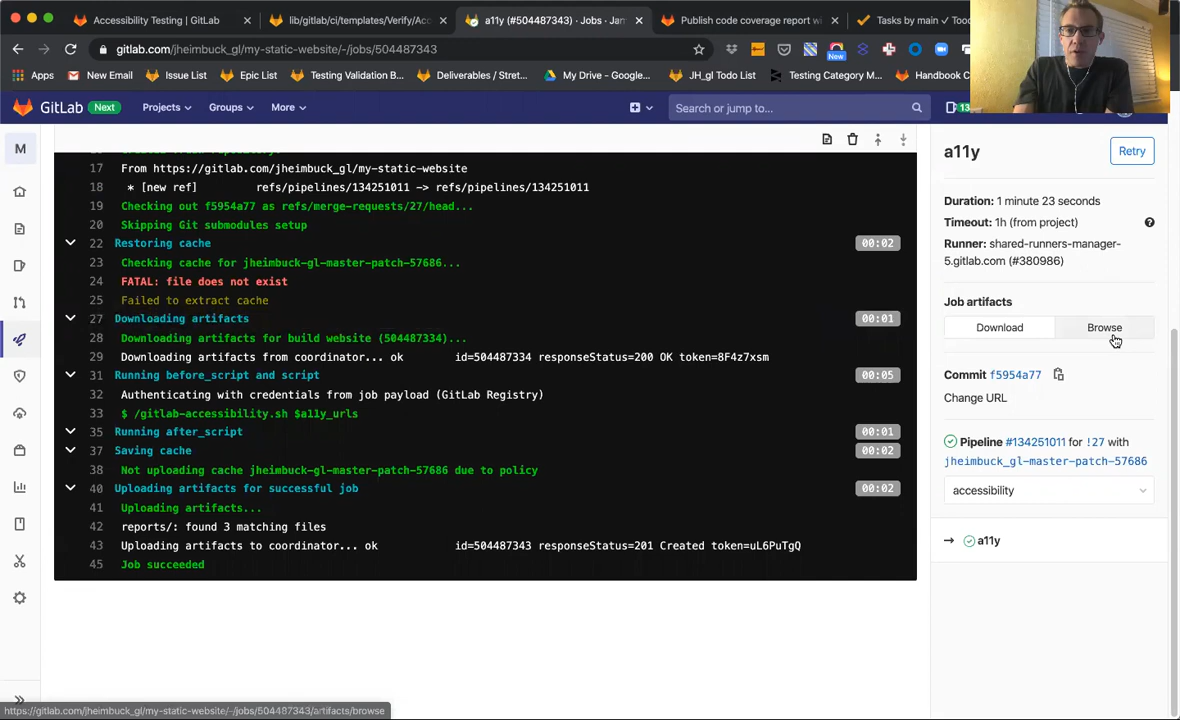 Accessibility Testing | GitLab
lib/gitlab/ci/templates/Verify/Acc
a11y (#504487343) · Jobs · Jam
Publish code coverage report wi
Tasks by main
gitlab.com/jheimbuck_gl/my-static-website/-/jobs/504487343
New
Apps
New Email
Issue List
Epic List
Testing Validation B...
Deliverables / Stret...
My Drive - Google...
JH_gl Todo List
Testing Category M...
Handbook
GitLab
Next
Projects
Groups
More
Search or jump to...
M
17 From https://gitlab.com/jheimbuck_gl/my-static-website
18 * [new ref] refs/pipelines/134251011 -> refs/pipelines/134251011
19 Checking out f5954a77 as refs/merge-requests/27/head...
20 Skipping Git submodules setup
22 Restoring cache 00:02
23 Checking cache for jheimbuck-gl-master-patch-57686...
24 FATAL: file does not exist
25 Failed to extract cache
27 Downloading artifacts 00:01
28 Downloading artifacts for build website (504487334)...
29 Downloading artifacts from coordinator... ok id=504487334 responseStatus=200 OK token=8F4z7xsm
31 Running before_script and script 00:05
32 Authenticating with credentials from job payload (GitLab Registry)
33 $ /gitlab-accessibility.sh $a11y_urls
35 Running after_script 00:01
37 Saving cache 00:02
38 Not uploading cache jheimbuck-gl-master-patch-57686 due to policy
40 Uploading artifacts for successful job 00:02
41 Uploading artifacts...
42 reports/: found 3 matching files
43 Uploading artifacts to coordinator... ok id=504487343 responseStatus=201 Created token=uL6PuTgQ
45 Job succeeded
a11y
Retry
Duration: 1 minute 23 seconds
Timeout: 1h (from project)
Runner: shared-runners-manager-
5.gitlab.com (#380986)
Job artifacts
Download
Browse
Commit f5954a77
Change URL
Pipeline #134251011 for !27 with
jheimbuck_gl-master-patch-57686
accessibility
→ a11y
https://gitlab.com/jheimbuck_gl/my-static-website/-/jobs/504487343/artifacts/browse